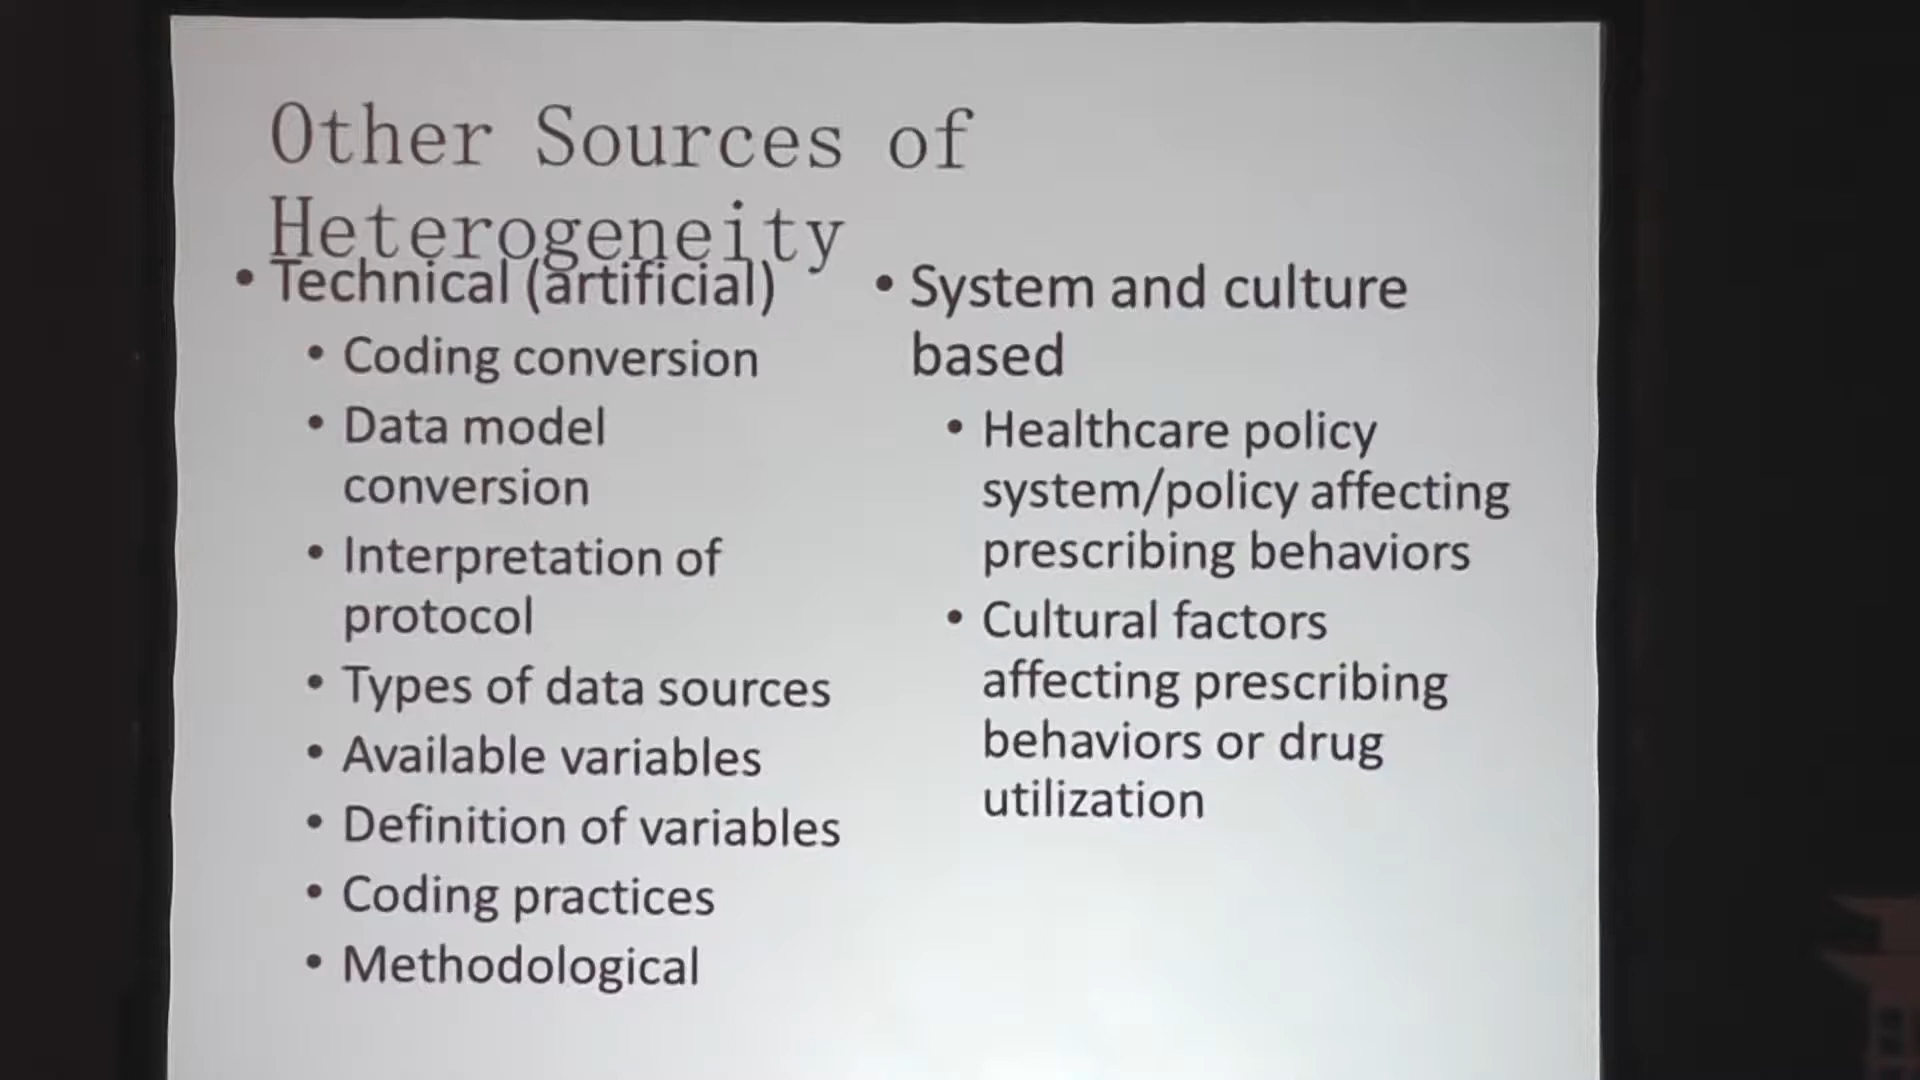 Other Sources of
Heterogeneity
• Technical (artificial)
• Coding conversion
• Data model
conversion
• Interpretation of
protocol
• Types of data sources
• Available variables
• Definition of variables
• Coding practices
• Methodological
• System and culture
based
• Healthcare policy
system/policy affecting
prescribing behaviors
• Cultural factors
affecting prescribing
behaviors or drug
utilization